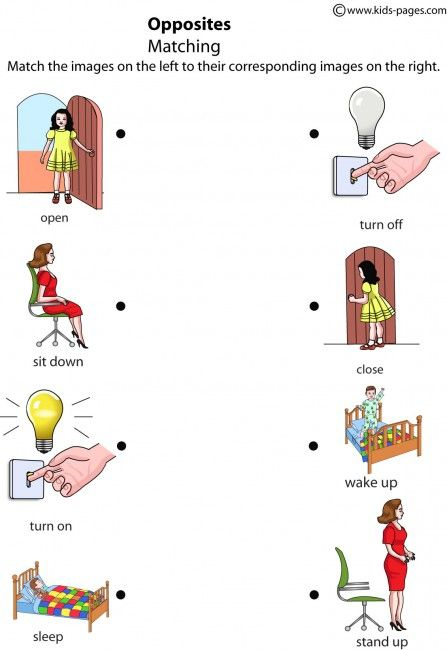 ©www.kids-pages.com
Opposites
Matching
Match the images on the left to their corresponding images on the right.
open
turn off
sit down
close
turn on
wake up
sleep
stand up